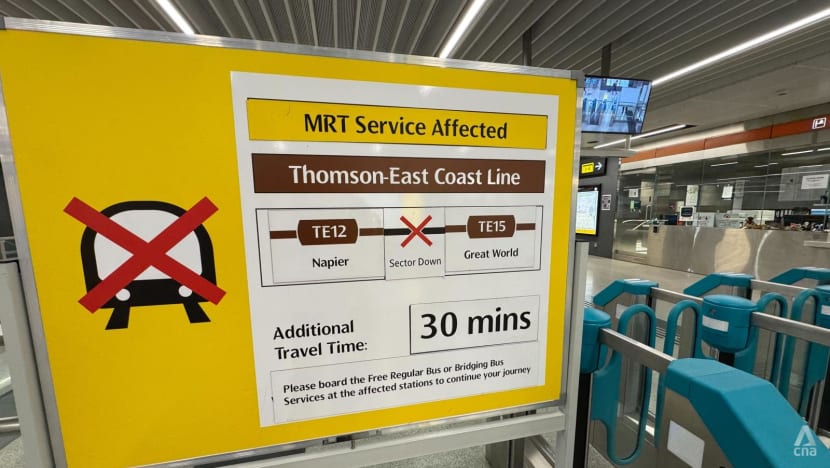 MRT Service Affected
Thomson-East Coast Line
TE12
TE15
Napier
Sector Down
Great World
Additional
Travel Time:
30 mins
Please board the Free Regular Bus or Bridging Bus
Services at the affected stations to continue your journey
cna